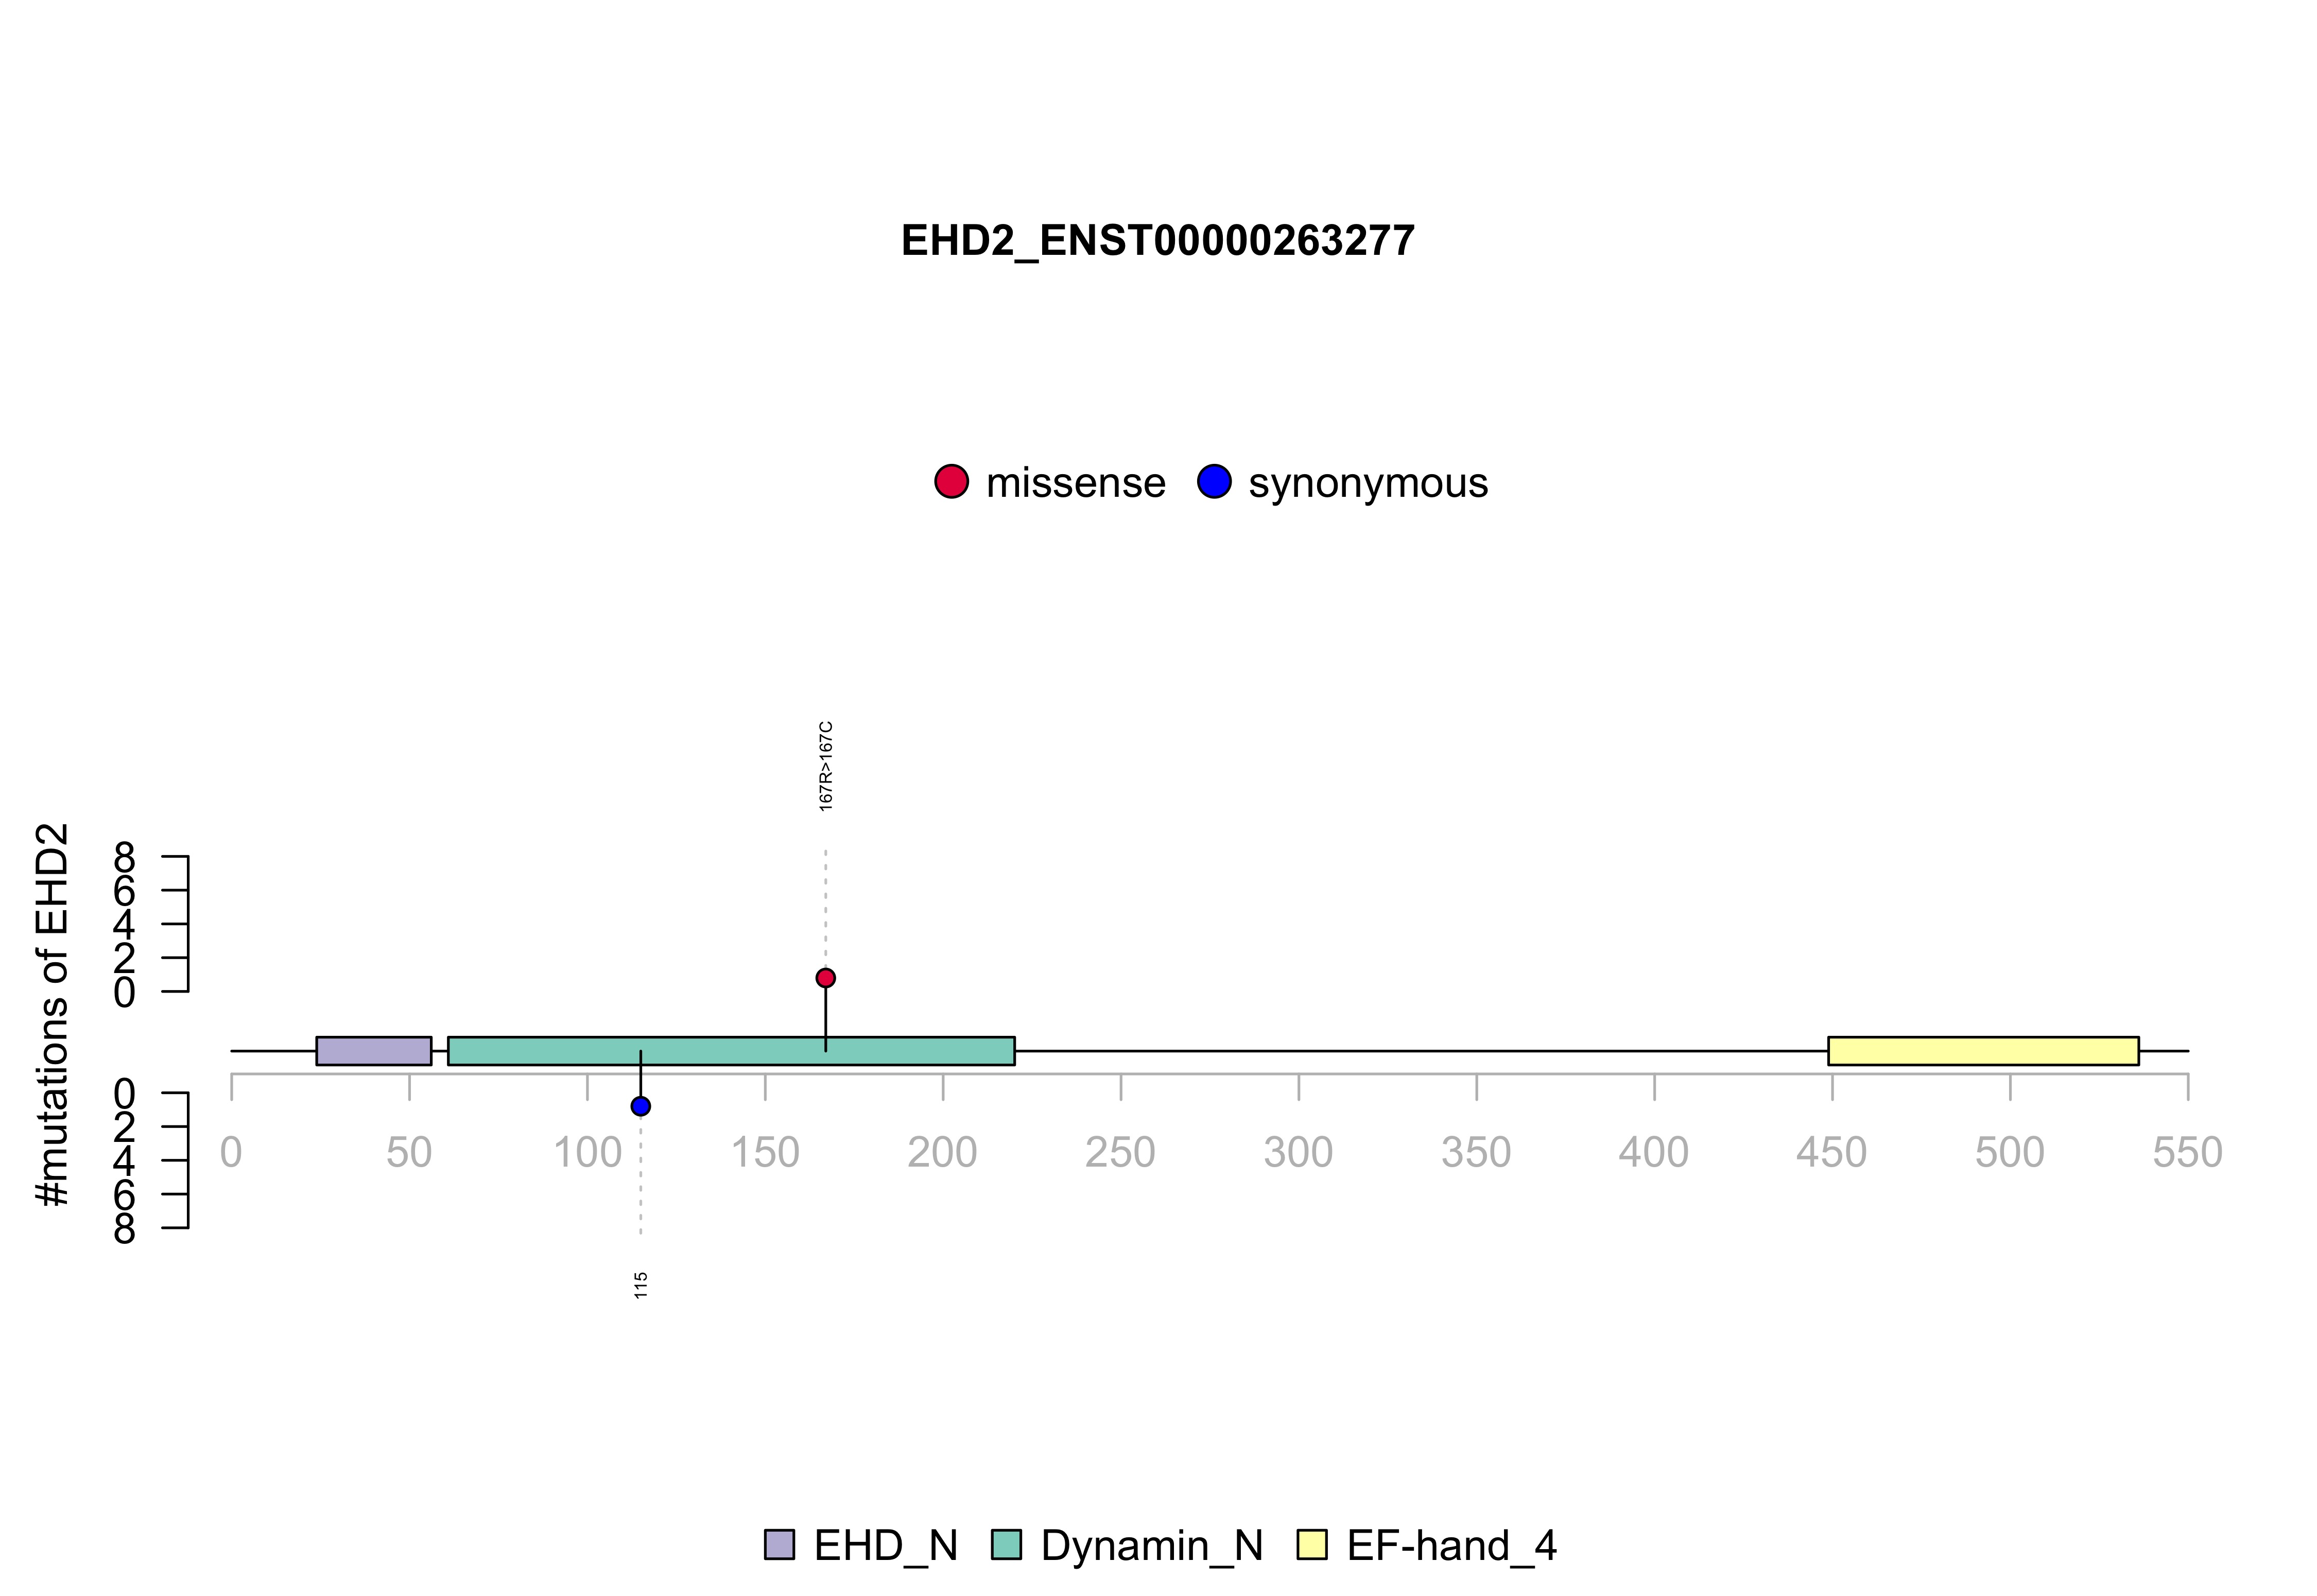 EHD2_ENST00000263277
missense synonymous
167R>167C
#mutations of EHD2
8
6
4
2
0
0
2
4
6
8
0 50 100 150 200 250 300 350 400 450 500 550
115
EHD_N Dynamin_N EF-hand_4